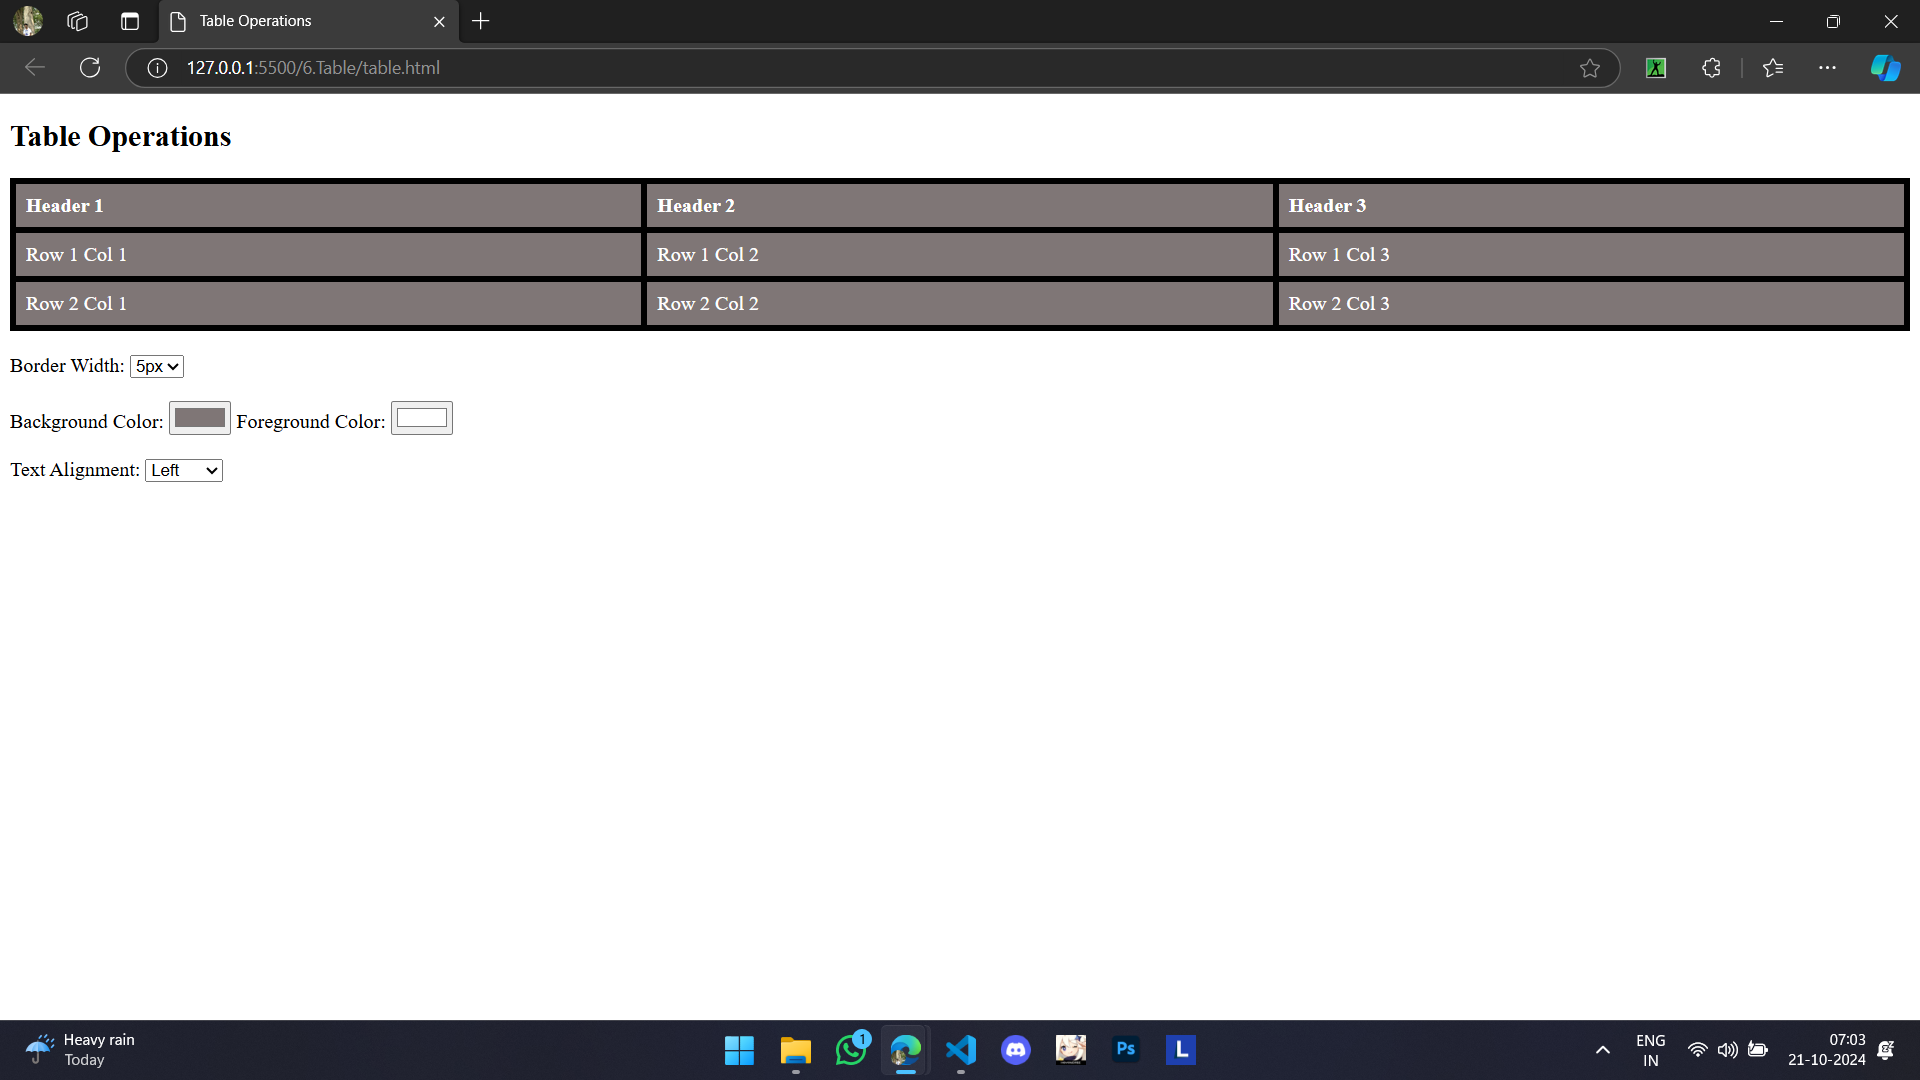 Table Operations
127.0.0.1:5500/6.Table/table.html
Table Operations
Header 1 Header 2 Header 3
Row 1 Col 1 Row 1 Col 2 Row 1 Col 3
Row 2 Col 1 Row 2 Col 2 Row 2 Col 3
Border Width: 5px
Background Color: Foreground Color:
Text Alignment: Left
Heavy rain
Today
1
Ps
L
ENG
IN
07:03
21-10-2024